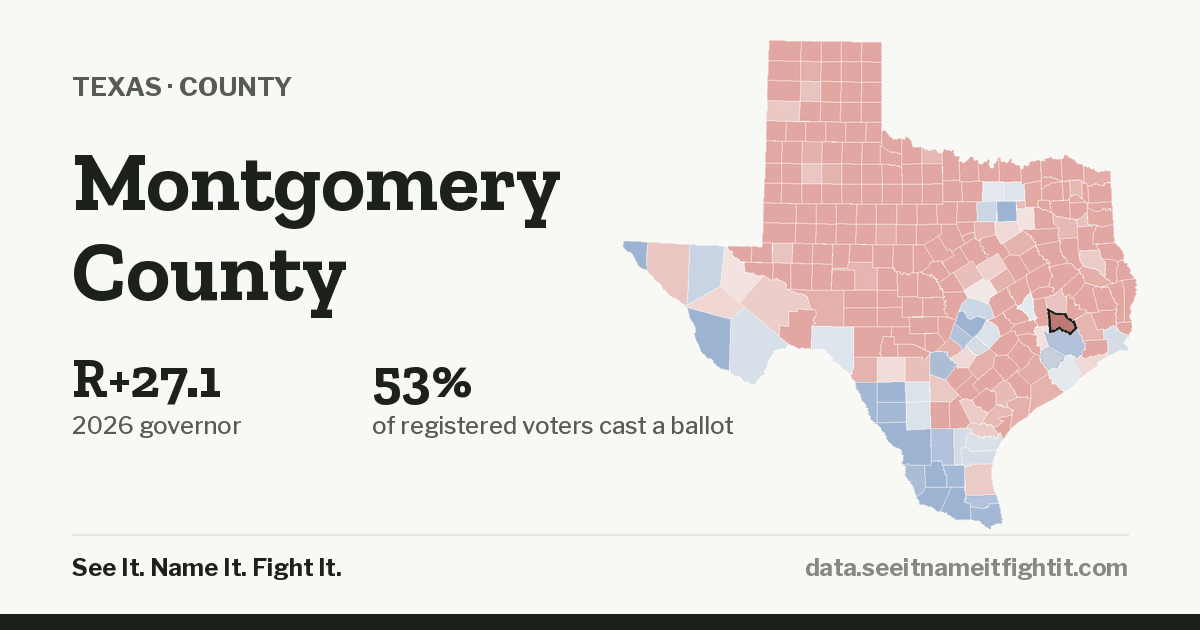 TEXAS · COUNTY
Montgomery
County
R+27.1
53%
2026 governor
of registered voters cast a ballot
See It. Name It. Fight It.
data.seeitnameitfightit.com